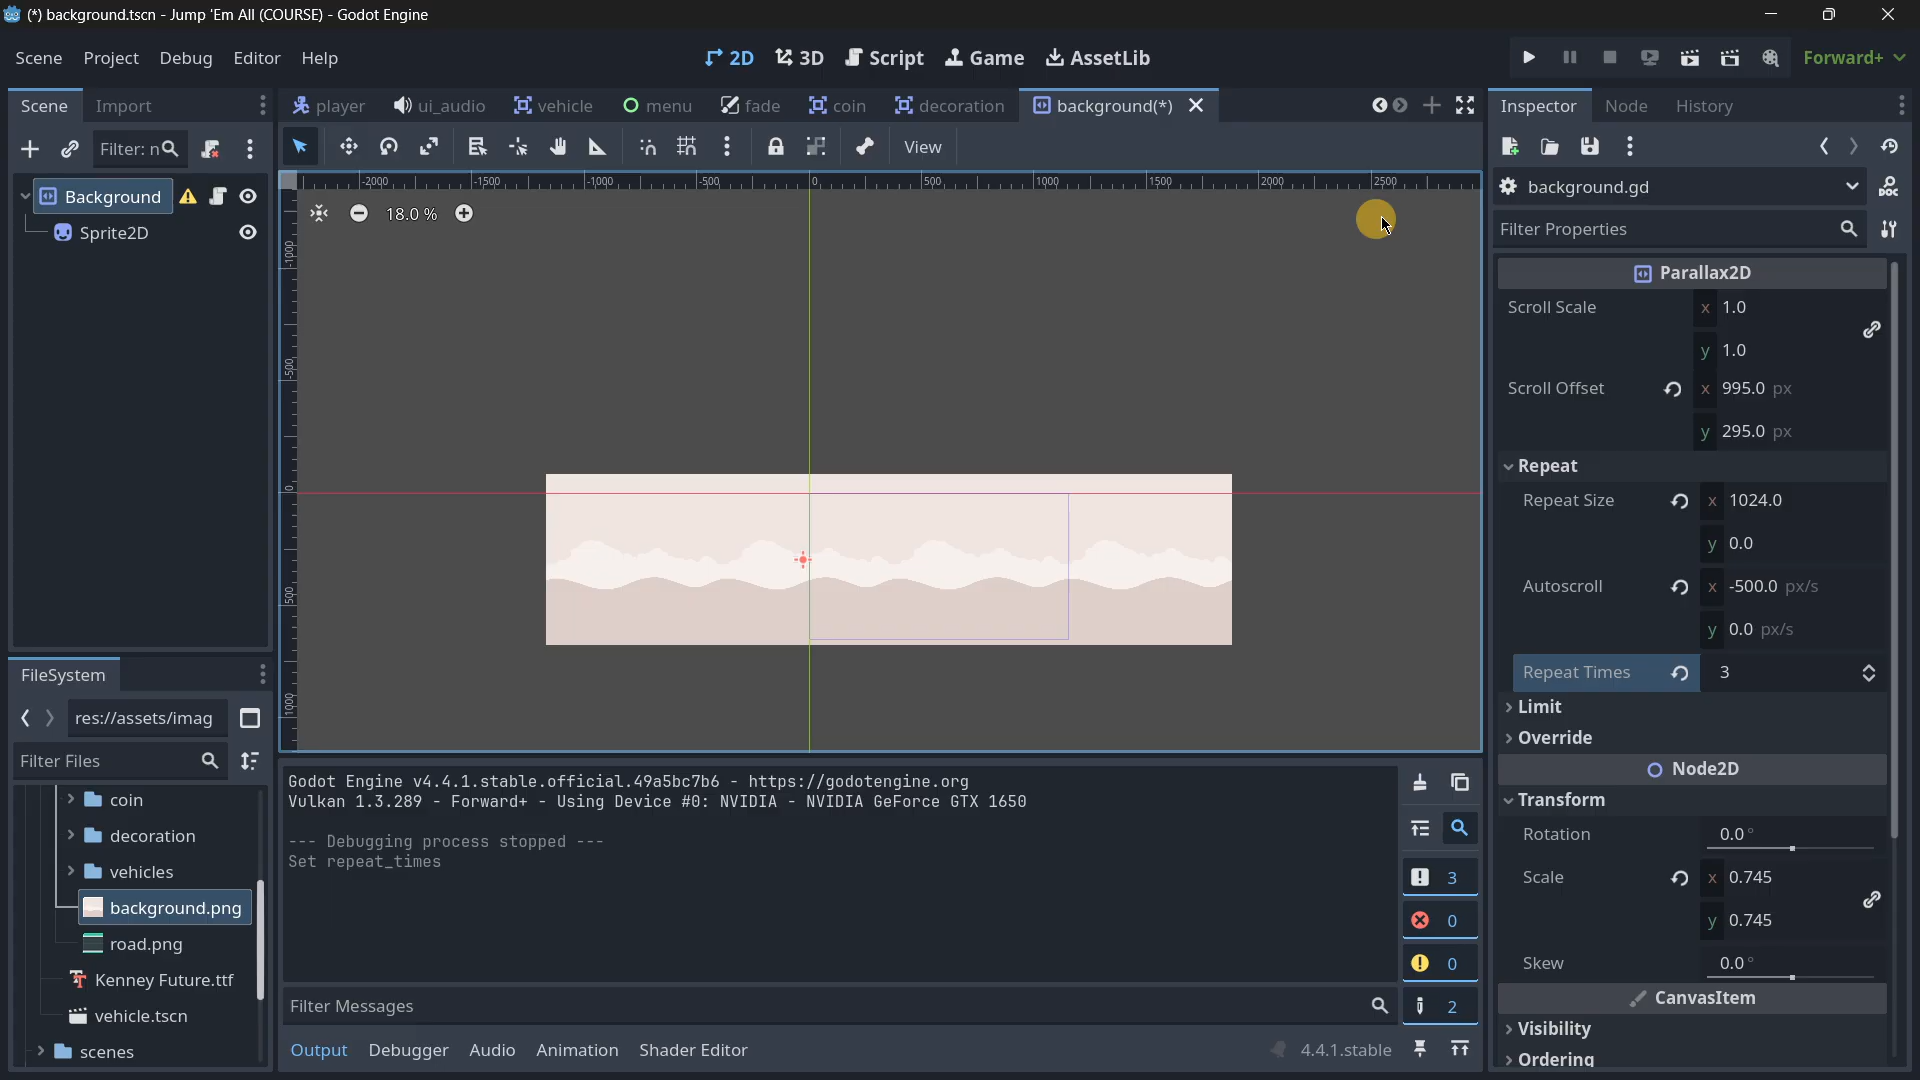 (*) background.tscn - Jump 'Em All (COURSE) - Godot Engine
Scene Project Debug Editor Help
2D 3D Script Game AssetLib
Forward+
Scene Import
player ui_audio vehicle menu fade coin decoration background(*)
Inspector Node History
Filter: n
View
Background
Sprite2D
18.0 %
-2000 -1500 -1000 -500 0 500 1000 1500 2000 2500
-1000
-500
0
500
1000
background.gd
Filter Properties
Parallax2D
Scroll Scale x 1.0
y 1.0
Scroll Offset x 995.0 px
y 295.0 px
Repeat
Repeat Size x 1024.0
y 0.0
Autoscroll x -500.0 px/s
y 0.0 px/s
Repeat Times 3
Limit
Override
Node2D
Transform
Rotation 0.0 °
Scale x 0.745
y 0.745
Skew 0.0 °
CanvasItem
Visibility
Ordering
FileSystem
res://assets/imag
Filter Files
coin
decoration
vehicles
background.png
road.png
Kenney Future.ttf
vehicle.tscn
scenes
Godot Engine v4.4.1.stable.official.49a5bc7b6 - https://godotengine.org
Vulkan 1.3.289 - Forward+ - Using Device #0: NVIDIA - NVIDIA GeForce GTX 1650
--- Debugging process stopped ---
Set repeat_times
3
0
0
2
Filter Messages
Output Debugger Audio Animation Shader Editor
4.4.1.stable